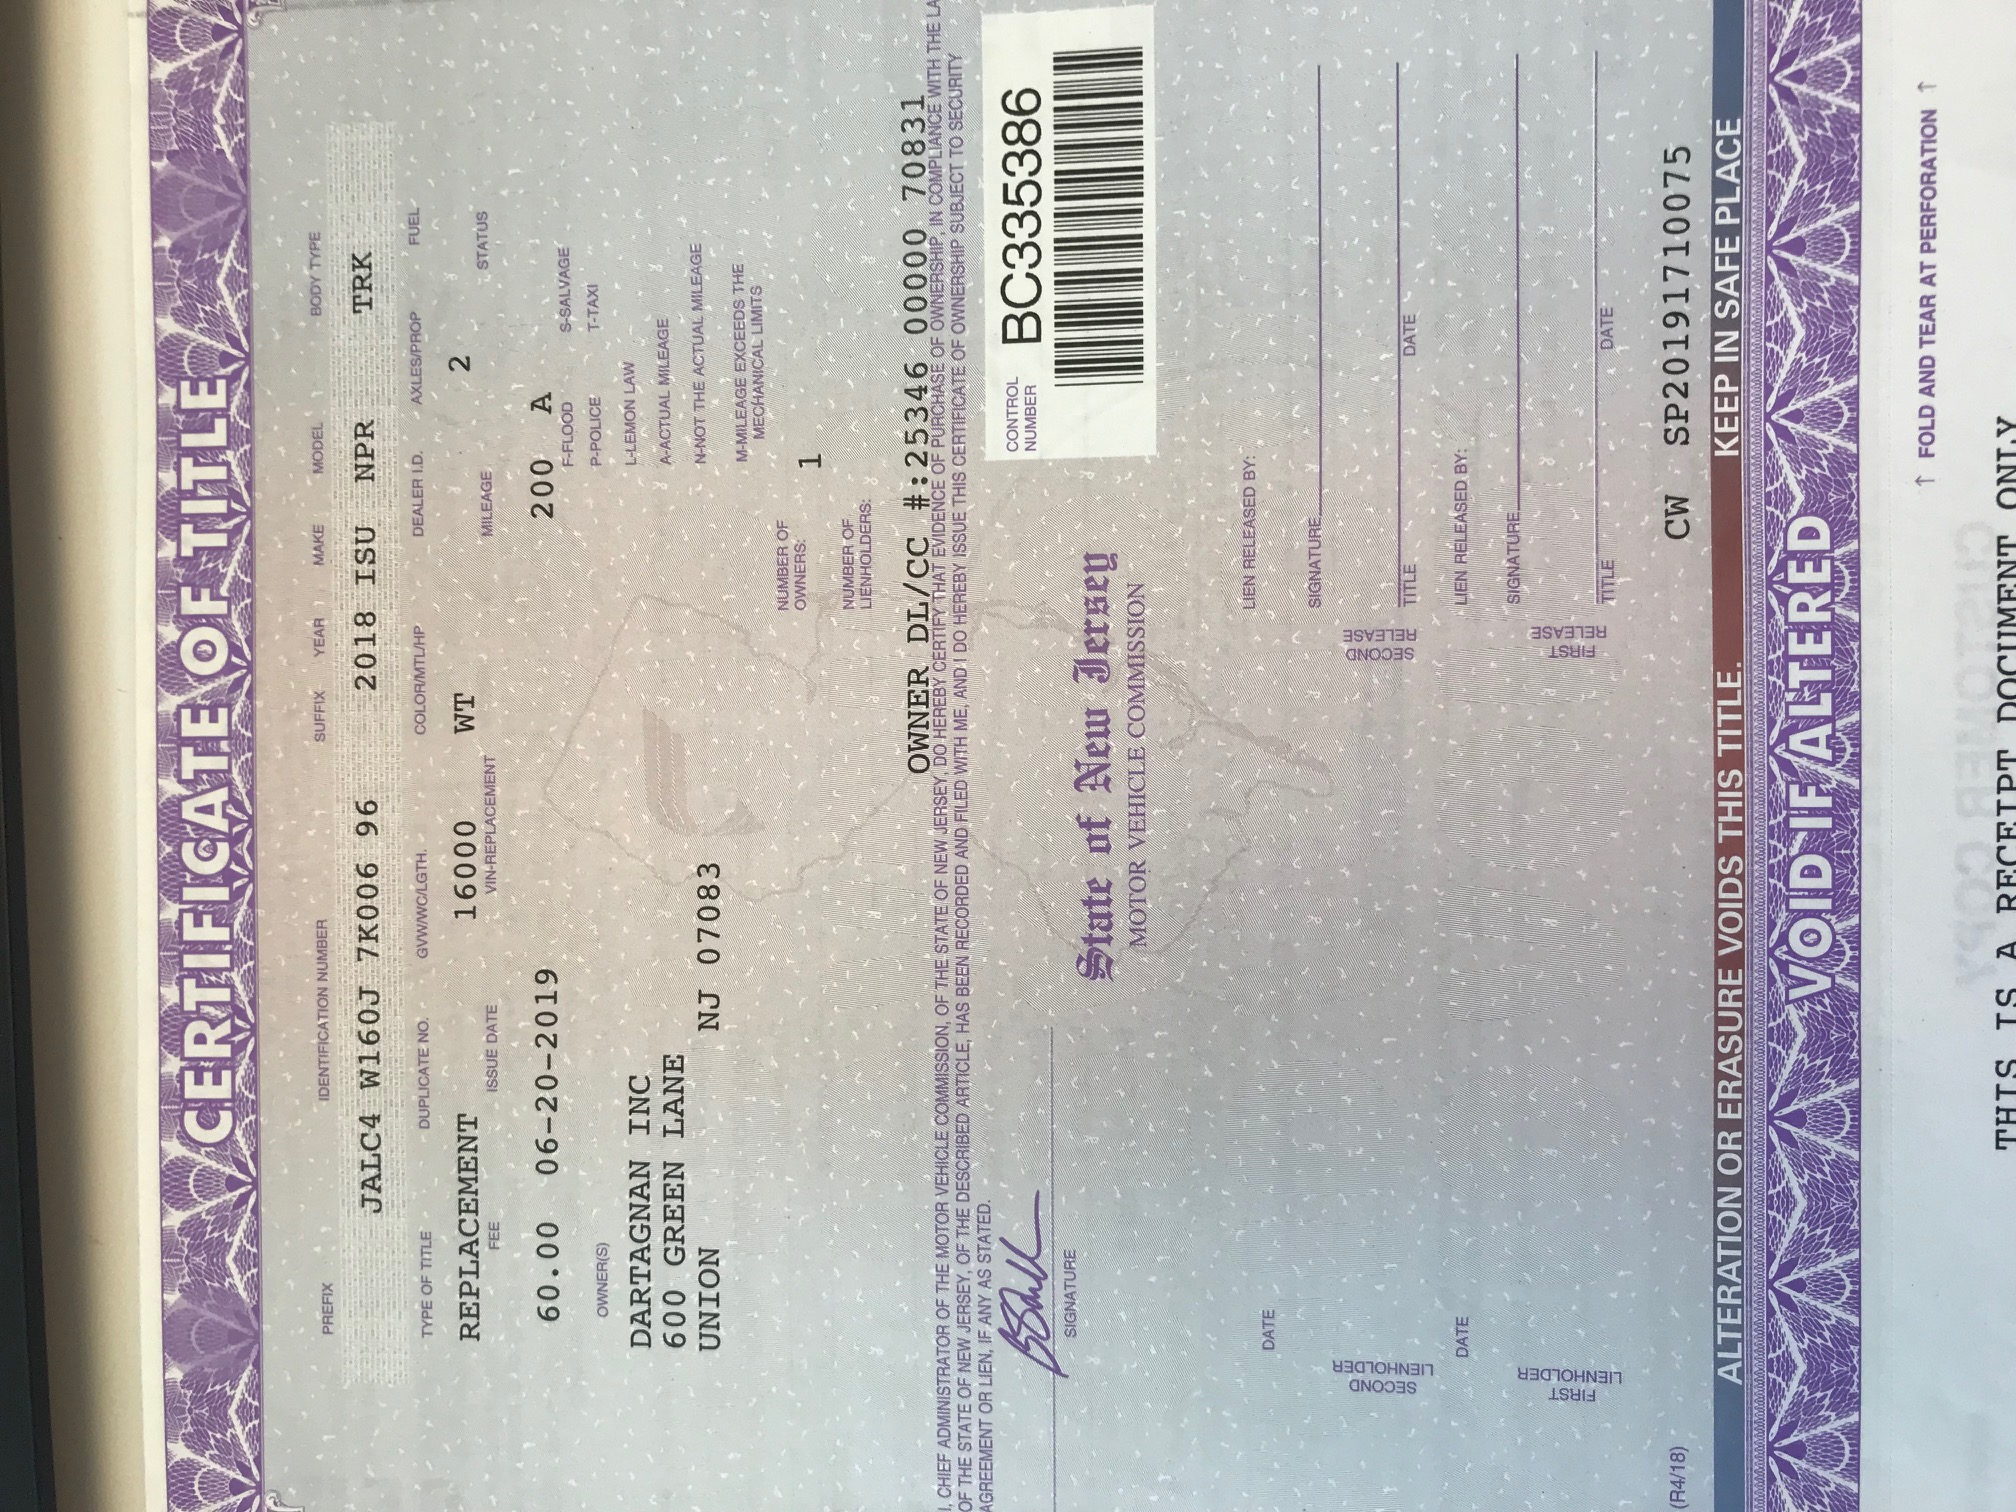 CERTIFICATE OF TITLE
PREFIX IDENTIFICATION NUMBER SUFFIX YEAR MAKE MODEL BODY TYPE
JALC4 W160J 7K006 96 2018 ISU NPR TRK
TYPE OF TITLE DUPLICATE NO. GVW/WC/LGTH. COLOR/MTL/HP DEALER I.D. AXLES/PROP FUEL
REPLACEMENT 16000 WT 2
FEE ISSUE DATE VIN-REPLACEMENT MILEAGE STATUS
60.00 06-20-2019 200 A
F-FLOOD S-SALVAGE
P-POLICE T-TAXI
L-LEMON LAW
A-ACTUAL MILEAGE
N-NOT THE ACTUAL MILEAGE
M-MILEAGE EXCEEDS THE
MECHANICAL LIMITS
OWNER(S)
DARTAGNAN INC
600 GREEN LANE
UNION NJ 07083
NUMBER OF
OWNERS: 1
NUMBER OF
LIENHOLDERS:
OWNER DL/CC #:25346 00000 70831
I, CHIEF ADMINISTRATOR OF THE MOTOR VEHICLE COMMISSION, OF THE STATE OF NEW JERSEY, DO HEREBY CERTIFY THAT EVIDENCE OF PURCHASE OF OWNERSHIP, IN COMPLIANCE WITH THE LA
OF THE STATE OF NEW JERSEY, OF THE DESCRIBED ARTICLE, HAS BEEN RECORDED AND FILED WITH ME, AND I DO HEREBY ISSUE THIS CERTIFICATE OF OWNERSHIP SUBJECT TO SECURITY
AGREEMENT OR LIEN, IF ANY AS STATED.
SIGNATURE
CONTROL
NUMBER BC335386
State of New Jersey
MOTOR VEHICLE COMMISSION
DATE
SECOND
LIENHOLDER
LIEN RELEASED BY:
SIGNATURE
SECOND
RELEASE
TITLE DATE
DATE
FIRST
LIENHOLDER
LIEN RELEASED BY:
SIGNATURE
FIRST
RELEASE
TITLE DATE
(R4/18)
CW SP20191710075
ALTERATION OR ERASURE VOIDS THIS TITLE. KEEP IN SAFE PLACE
VOID IF ALTERED
↑ FOLD AND TEAR AT PERFORATION ↑
CUSTOMER COPY
THIS IS A RECEIPT DOCUMENT ONLY